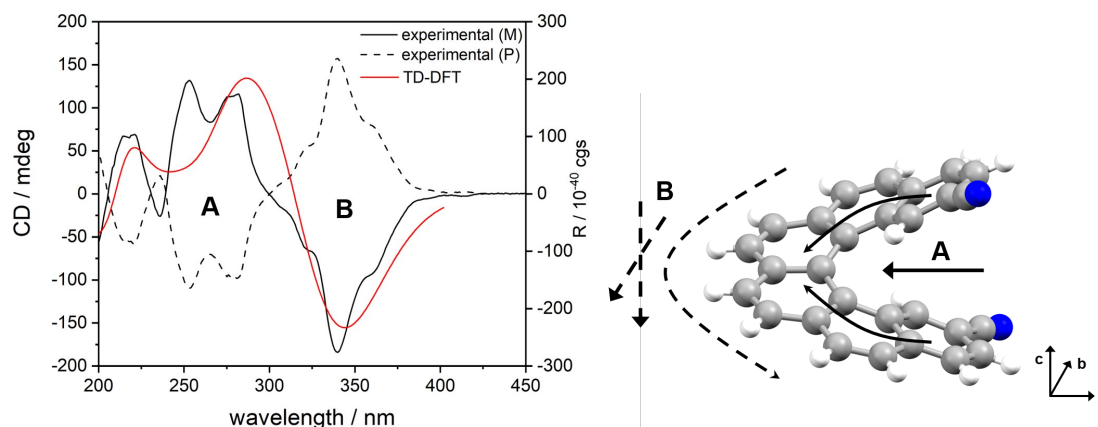 CD / mdeg
200
150
100
50
0
-50
-100
-150
-200
200
250
300
350
400
450
wavelength / nm
300
200
100
0
-100
-200
-300
R / 10⁻⁴⁰ cgs
experimental (M)
experimental (P)
TD-DFT
A
B
B
A
c
b